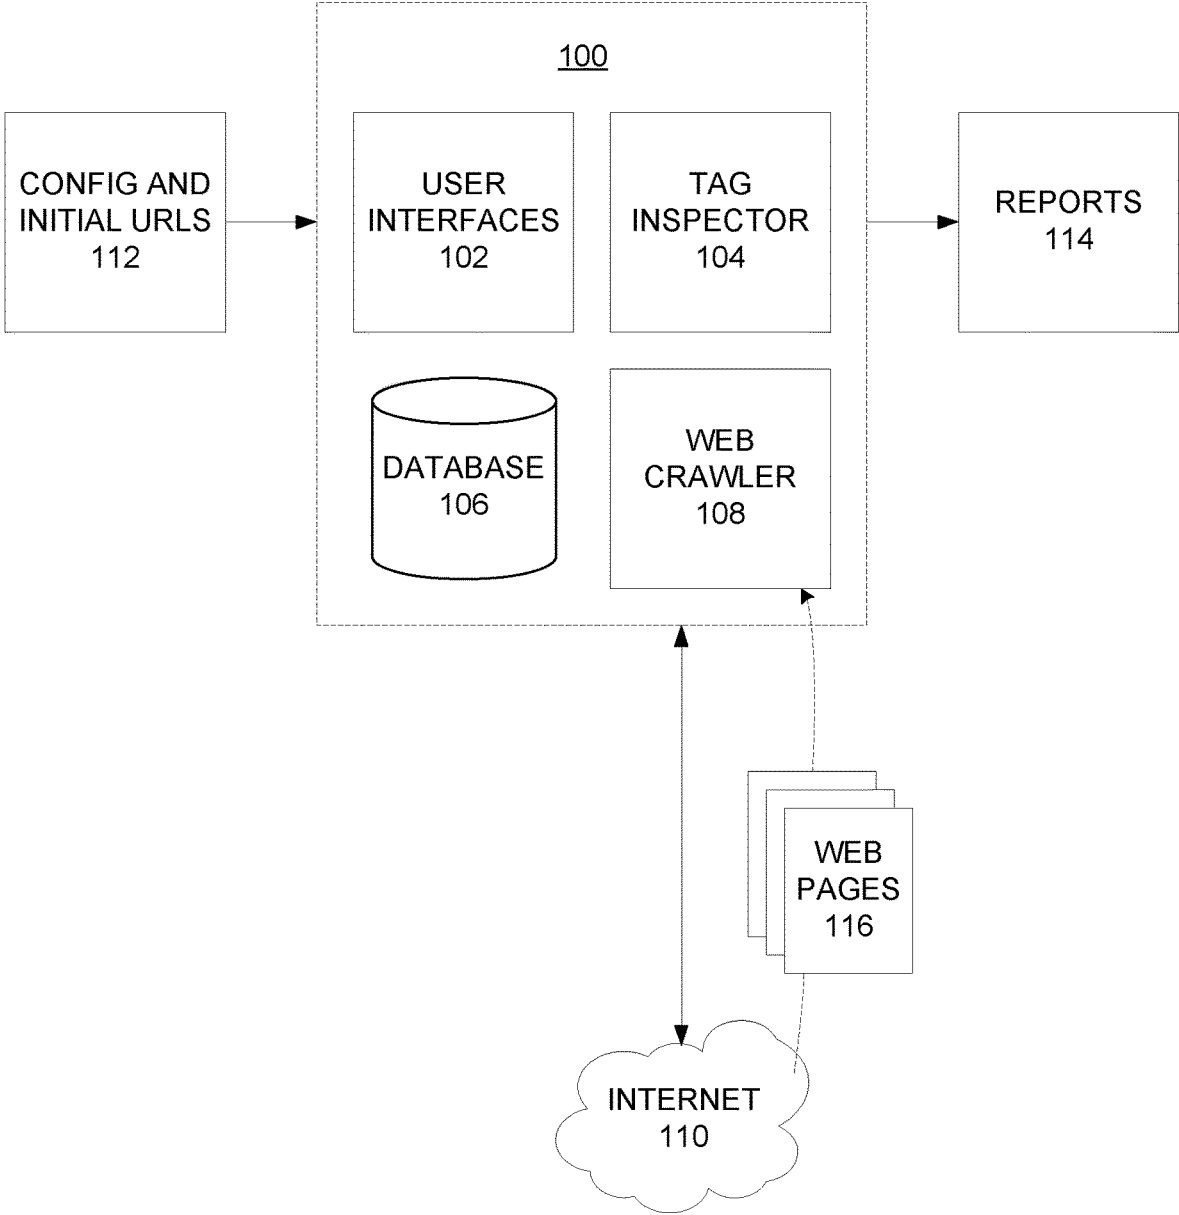 100
CONFIG AND
INITIAL URLS
112
USER
INTERFACES
102
TAG
INSPECTOR
104
REPORTS
114
DATABASE
106
WEB
CRAWLER
108
WEB
PAGES
116
INTERNET
110